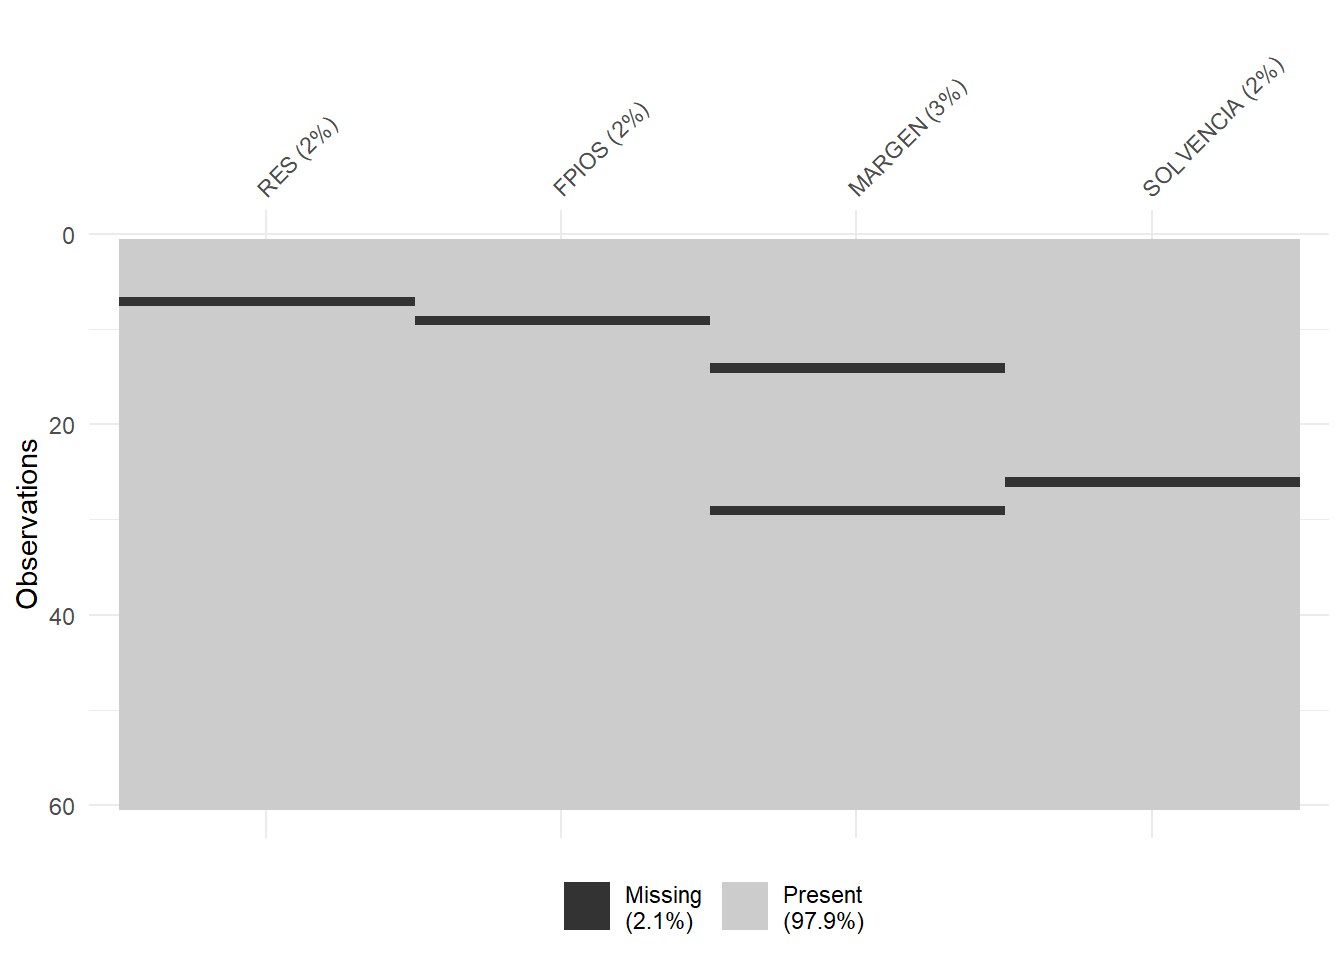 RES (2%)
FPIOS (2%)
MARGEN (3%)
SOLVENCIA (2%)
0
20
40
60
Observations
Missing
(2.1%)
Present
(97.9%)